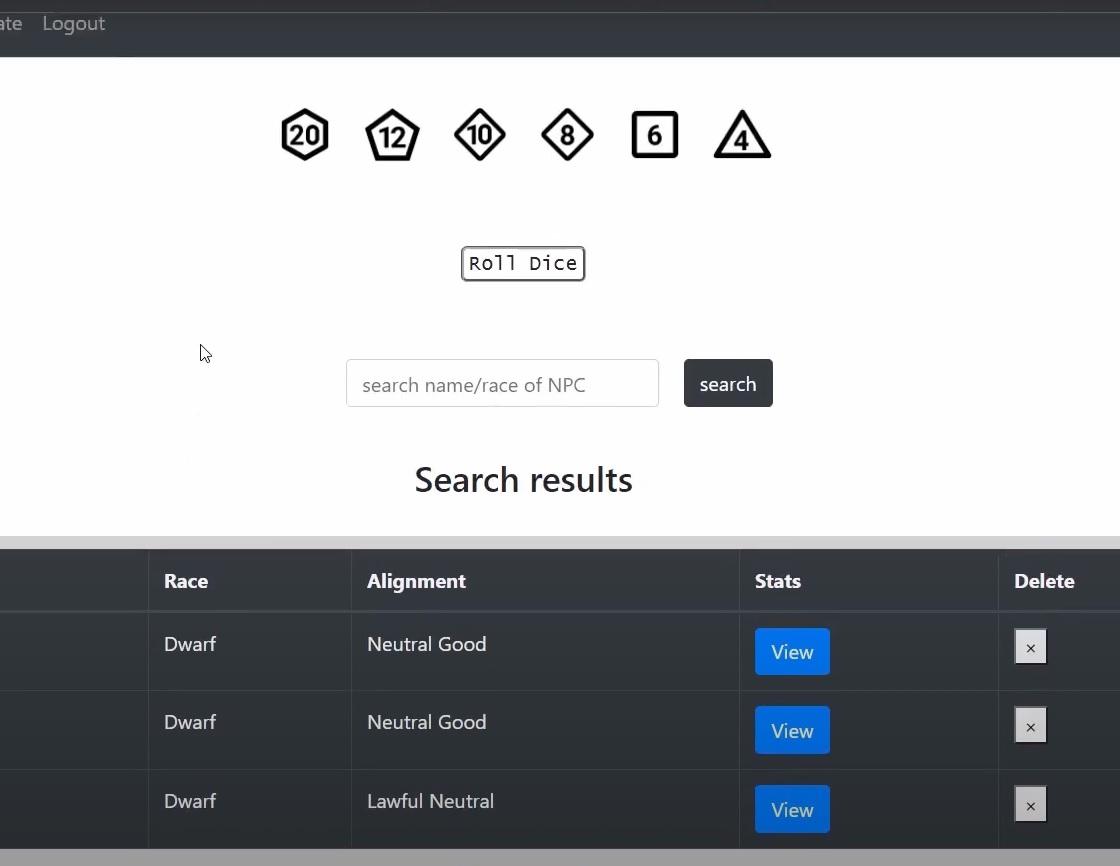 ate Logout
20 12 10 8 6 4
Roll Dice
search name/race of NPC search
Search results
Race Alignment Stats Delete
Dwarf Neutral Good View ×
Dwarf Neutral Good View ×
Dwarf Lawful Neutral View ×